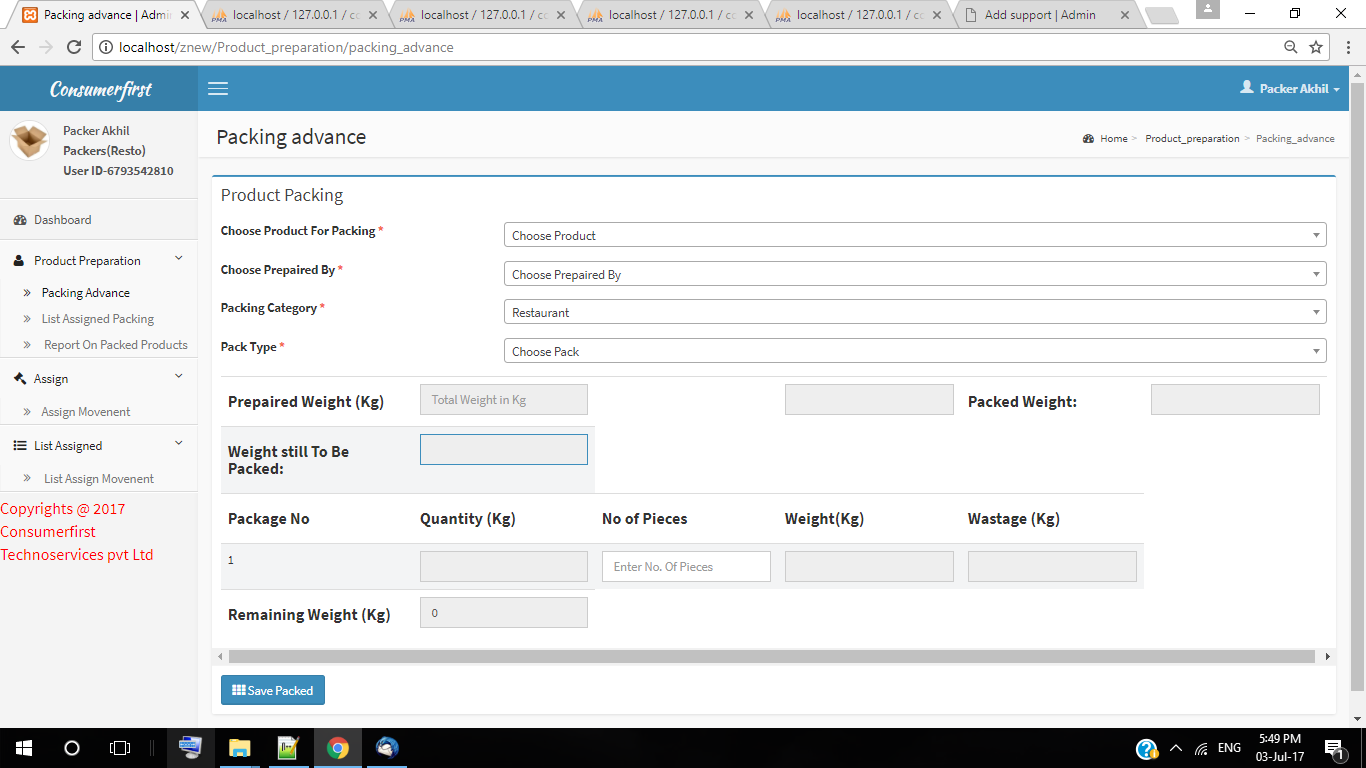 Packing advance | Admi
localhost / 127.0.0.1 / co
localhost / 127.0.0.1 / co
localhost / 127.0.0.1 / co
localhost / 127.0.0.1 / co
Add support | Admin
localhost/znew/Product_preparation/packing_advance
Consumerfirst
Packer Akhil
Packer Akhil
Packers(Resto)
User ID-6793542810
Packing advance
Home > Product_preparation > Packing_advance
Dashboard
Product Preparation
Packing Advance
List Assigned Packing
Report On Packed Products
Assign
Assign Movenent
List Assigned
List Assign Movenent
Copyrights @ 2017
Consumerfirst
Technoservices pvt Ltd
Product Packing
Choose Product For Packing *
Choose Product
Choose Prepaired By *
Choose Prepaired By
Packing Category *
Restaurant
Pack Type *
Choose Pack
Prepaired Weight (Kg)
Total Weight in Kg
Packed Weight:
Weight still To Be
Packed:
Package No Quantity (Kg) No of Pieces Weight(Kg) Wastage (Kg)
1
Enter No. Of Pieces
Remaining Weight (Kg)
0
Save Packed
ENG
5:49 PM
03-Jul-17
1